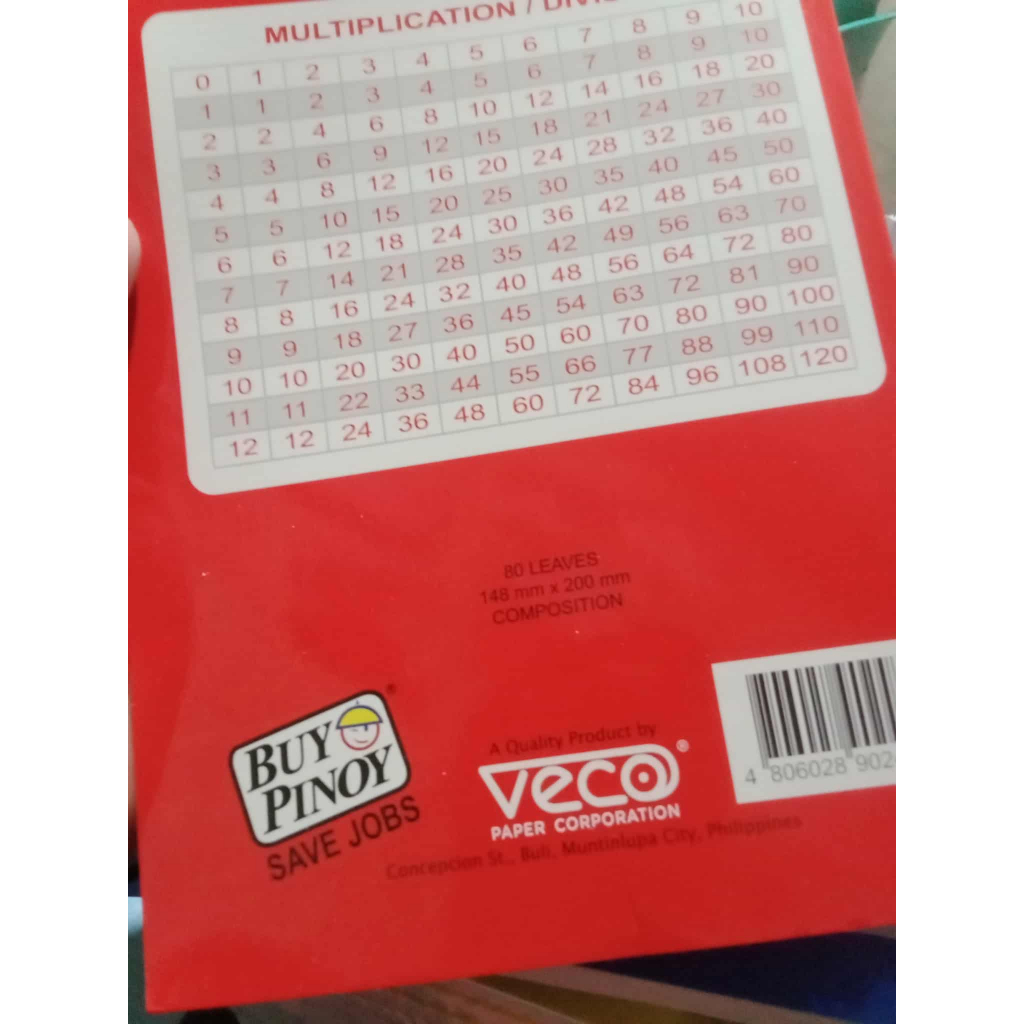 MULTIPLICATION /
0 1 2 3 4 5 6 7 8 9 10
1 1 2 3 4 5 6 7 8 9 10
2 2 4 6 8 10 12 14 16 18 20
3 3 6 9 12 15 18 21 24 27 30
4 4 8 12 16 20 24 28 32 36 40
5 5 10 15 20 25 30 35 40 45 50
6 6 12 18 24 30 36 42 48 54 60
7 7 14 21 28 35 42 49 56 63 70
8 8 16 24 32 40 48 56 64 72 80
9 9 18 27 36 45 54 63 72 81 90
10 10 20 30 40 50 60 70 80 90 100
11 11 22 33 44 55 66 77 88 99 110
12 12 24 36 48 60 72 84 96 108 120
80 LEAVES
148 mm x 200 mm
COMPOSITION
BUY
PINOY
®
SAVE JOBS
A Quality Product by
veco®
PAPER CORPORATION
Concepcion St., Buli, Muntinlupa City, Philippines
4 806028 902